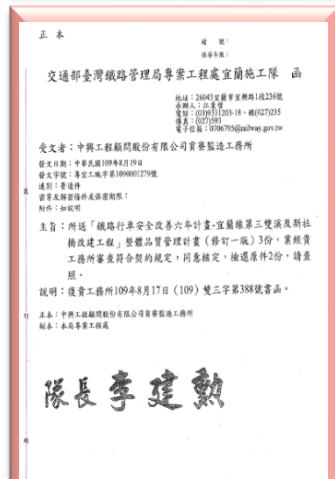 正本
檔 號：
保存年限：
交通部臺灣鐵路管理局專案工程處宜蘭施工隊 函
地址：26043宜蘭市宜興路1段236號
承辦人：江秉晉
電話：(03)9331203-18、鐵(027)235
傳真：(027)593
電子信箱：0706795@railway.gov.tw
受文者：中興工程顧問股份有限公司貢寮監造工務所
發文日期：中華民國109年8月19日
發文字號：專宜工施字第1090001279號
速別：普通件
密等及解密條件或保密期限：
附件：如說明
主旨：所送「鐵路行車安全改善六年計畫-宜蘭線第三雙溪及新社
橋改建工程」整體品質管理計畫（修訂一版）3份，業經貴
工務所審查符合契約規定，同意核定，檢還原件2份，請查
照。
說明：復貴工務所109年8月17日（109）雙三字第388號書函。
正本：中興工程顧問股份有限公司貢寮監造工務所
副本：本局專案工程處
隊長 李建勲
裝
訂
線